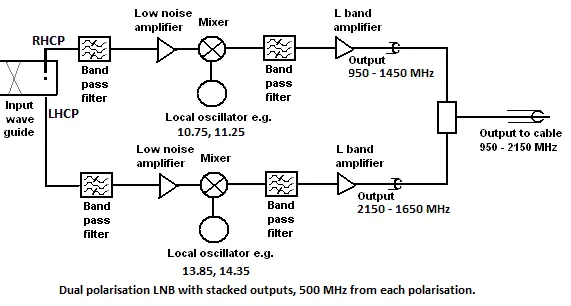 RHCP
Low noise
amplifier
Mixer
L band
amplifier
Band
pass
filter
Band
pass
filter
Output
950 - 1450 MHz
Input
wave
guide
LHCP
Local oscillator e.g.
10.75, 11.25
Output to cable
950 - 2150 MHz
Low noise
amplifier
Mixer
L band
amplifier
Band
pass
filter
Band
pass
filter
Output
2150 - 1650 MHz
Local oscillator e.g.
13.85, 14.35
Dual polarisation LNB with stacked outputs, 500 MHz from each polarisation.